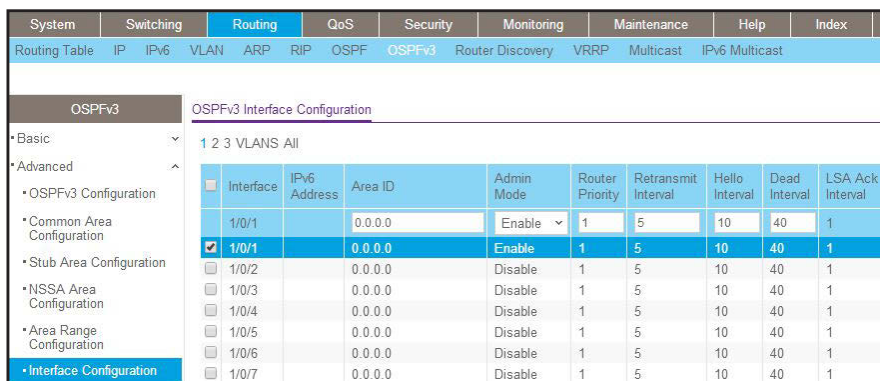 System Switching Routing QoS Security Monitoring Maintenance Help Index
Routing Table IP IPv6 VLAN ARP RIP OSPF OSPFv3 Router Discovery VRRP Multicast IPv6 Multicast
OSPFv3
Basic
Advanced
OSPFv3 Configuration
Common Area
Configuration
Stub Area Configuration
NSSA Area
Configuration
Area Range
Configuration
Interface Configuration
OSPFv3 Interface Configuration
1 2 3 VLANS All
Interface IPv6 Address Area ID Admin Mode Router Priority Retransmit Interval Hello Interval Dead Interval LSA Ack Interval
1/0/1 0.0.0.0 Enable 1 5 10 40 1
1/0/1 0.0.0.0 Enable 1 5 10 40 1
1/0/2 0.0.0.0 Disable 1 5 10 40 1
1/0/3 0.0.0.0 Disable 1 5 10 40 1
1/0/4 0.0.0.0 Disable 1 5 10 40 1
1/0/5 0.0.0.0 Disable 1 5 10 40 1
1/0/6 0.0.0.0 Disable 1 5 10 40 1
1/0/7 0.0.0.0 Disable 1 5 10 40 1